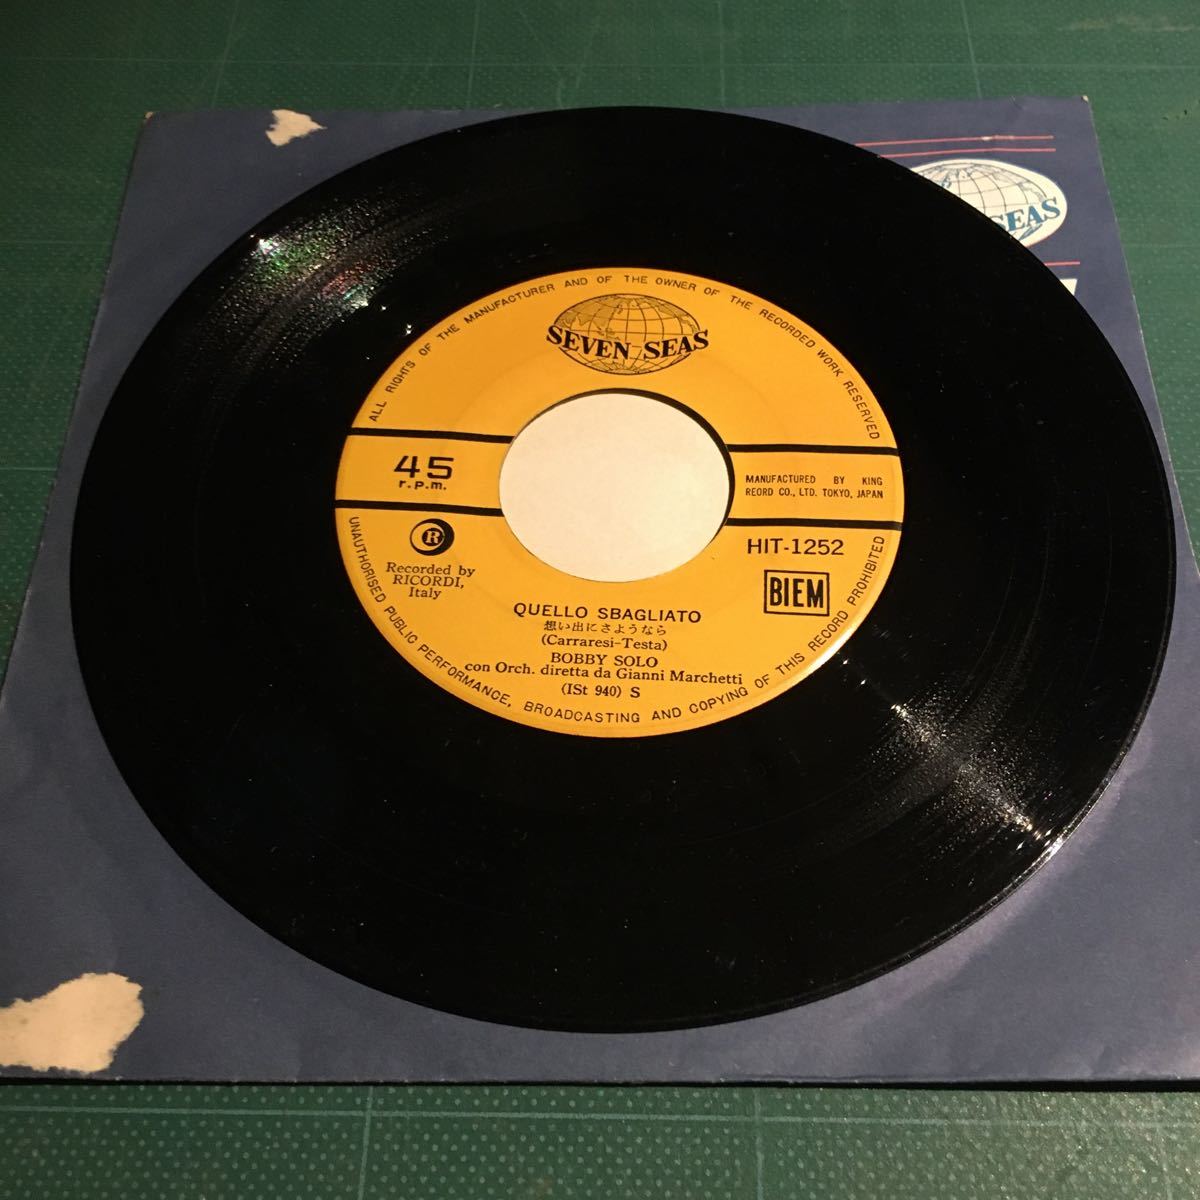 ALL RIGHTS OF THE MANUFACTURER AND OF THE OWNER OF THE RECORDED WORK RESERVED
SEVEN SEAS
45
r.p.m.
MANUFACTURED BY KING
REORD CO., LTD. TOKYO, JAPAN
R
Recorded by
RICORDI,
Italy
HIT-1252
BIEM
QUELLO SBAGLIATO
想い出にさようなら
(Carraresi-Testa)
BOBBY SOLO
con Orch. diretta da Gianni Marchetti
(ISt 940) S
UNAUTHORISED PUBLIC PERFORMANCE, BROADCASTING AND COPYING OF THIS RECORD PROHIBITED
SEAS